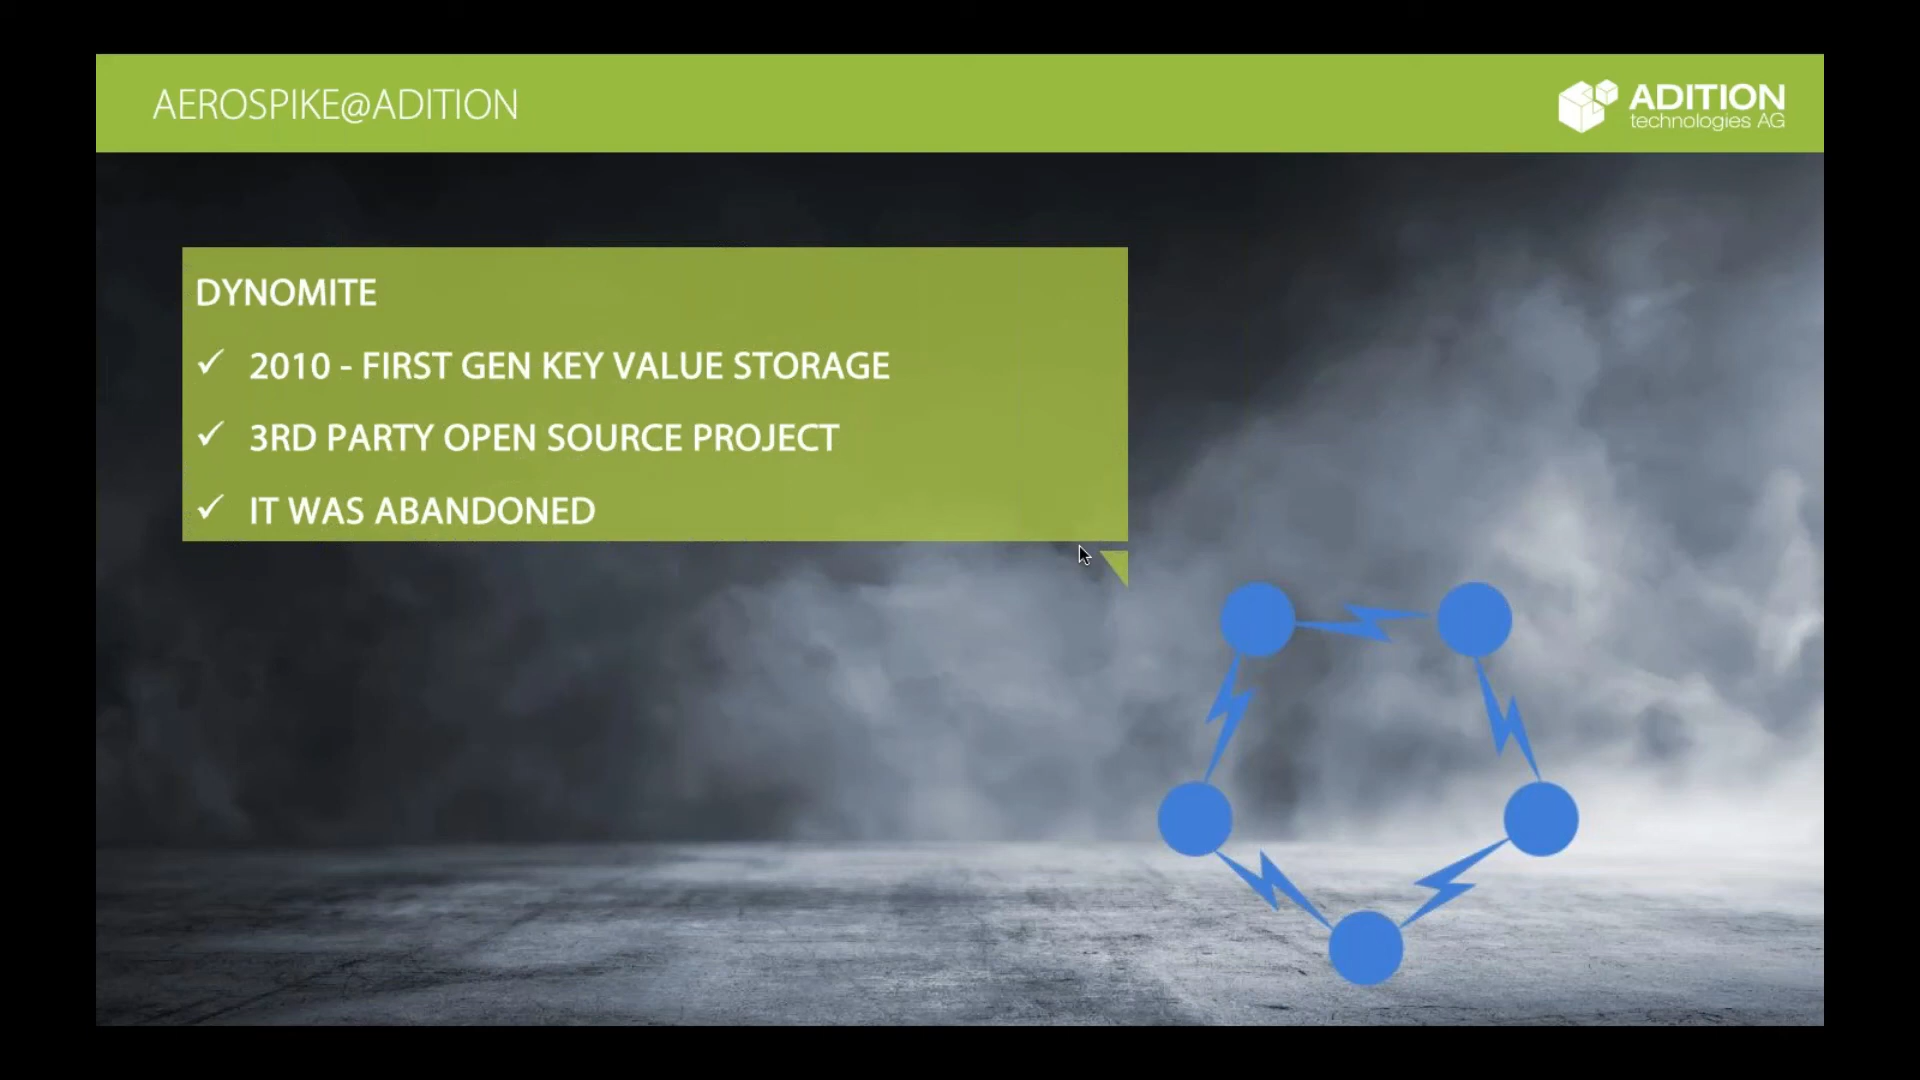 AEROSPIKE@ADITION
ADITION
technologies AG
DYNOMITE
✓ 2010 - FIRST GEN KEY VALUE STORAGE
✓ 3RD PARTY OPEN SOURCE PROJECT
✓ IT WAS ABANDONED